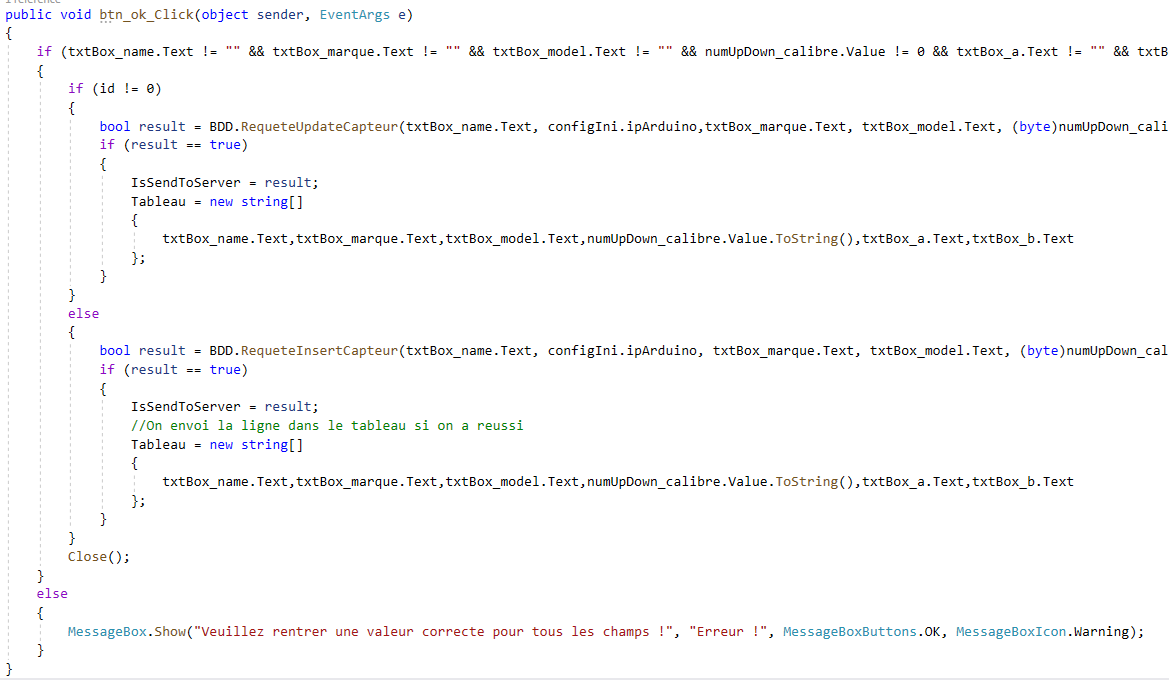 public void btn_ok_Click(object sender, EventArgs e)
{
if (txtBox_name.Text != "" && txtBox_marque.Text != "" && txtBox_model.Text != "" && numUpDown_calibre.Value != 0 && txtBox_a.Text != "" && txtB
{
if (id != 0)
{
bool result = BDD.RequeteUpdateCapteur(txtBox_name.Text, configIni.ipArduino,txtBox_marque.Text, txtBox_model.Text, (byte)numUpDown_cali
if (result == true)
{
IsSendToServer = result;
Tableau = new string[]
{
txtBox_name.Text,txtBox_marque.Text,txtBox_model.Text,numUpDown_calibre.Value.ToString(),txtBox_a.Text,txtBox_b.Text
};
}
}
else
{
bool result = BDD.RequeteInsertCapteur(txtBox_name.Text, configIni.ipArduino, txtBox_marque.Text, txtBox_model.Text, (byte)numUpDown_cal
if (result == true)
{
IsSendToServer = result;
//On envoi la ligne dans le tableau si on a reussi
Tableau = new string[]
{
txtBox_name.Text,txtBox_marque.Text,txtBox_model.Text,numUpDown_calibre.Value.ToString(),txtBox_a.Text,txtBox_b.Text
};
}
}
Close();
}
else
{
MessageBox.Show("Veuillez rentrer une valeur correcte pour tous les champs !", "Erreur !", MessageBoxButtons.OK, MessageBoxIcon.Warning);
}
}